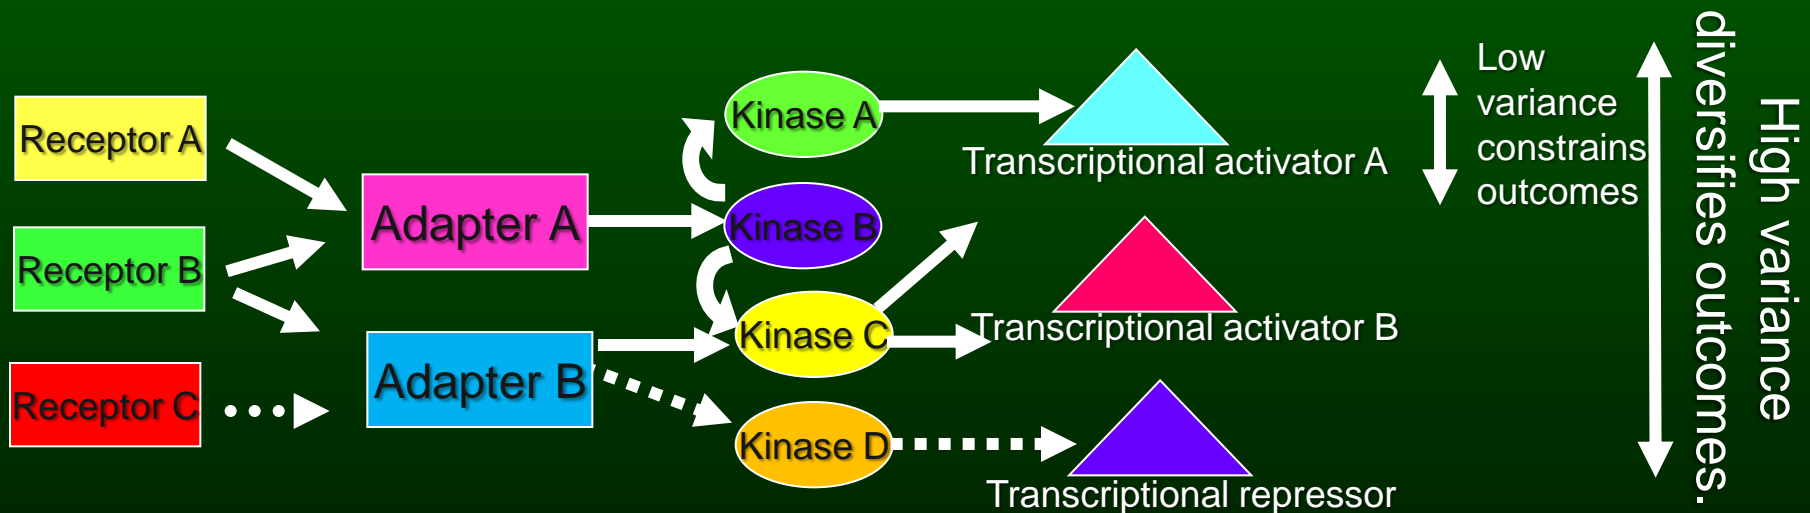 Receptor A
Receptor B
Receptor C
Adapter A
Adapter B
Kinase A
Kinase B
Kinase C
Kinase D
Transcriptional activator A
Transcriptional activator B
Transcriptional repressor
Low
variance
constrains
outcomes
High variance
diversifies outcomes.